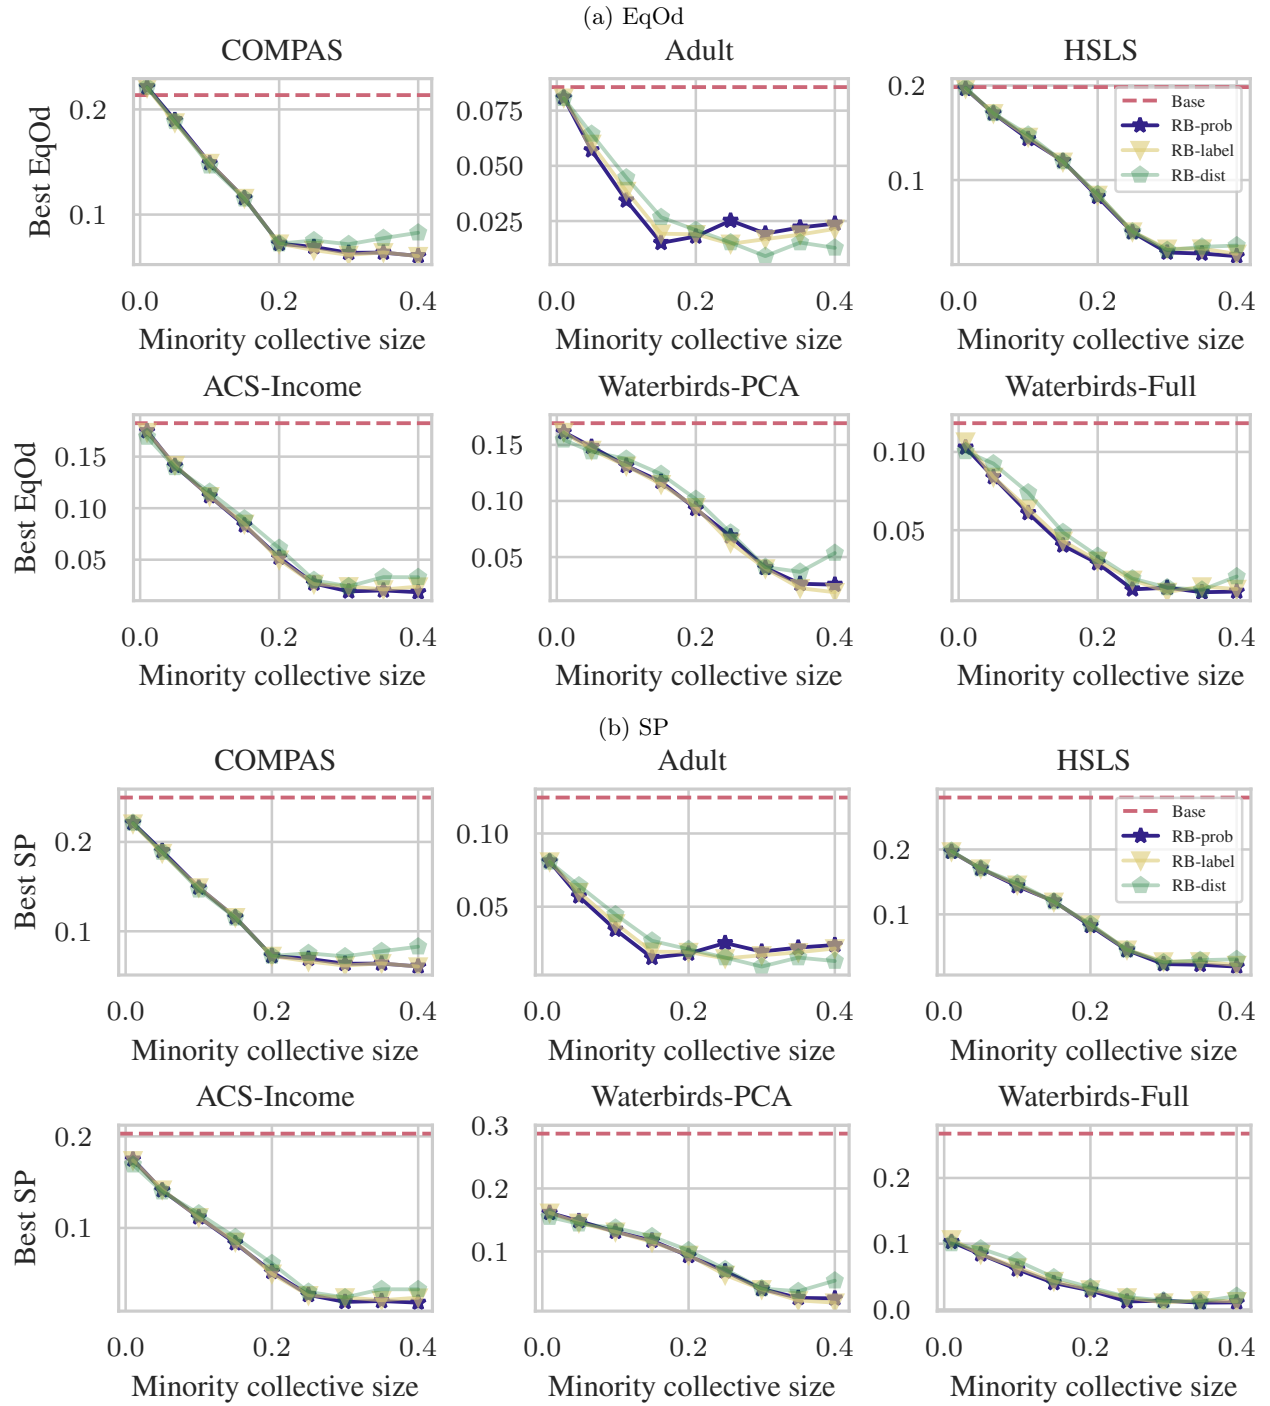 (a) EqOd
COMPAS
Adult
HSLS
Best EqOd
0.2
0.1
0.0 0.2 0.4
Minority collective size
0.075
0.050
0.025
0.0 0.2 0.4
Minority collective size
0.2
0.1
Base
RB-prob
RB-label
RB-dist
0.0 0.2 0.4
Minority collective size
ACS-Income
Waterbirds-PCA
Waterbirds-Full
Best EqOd
0.15
0.10
0.05
0.0 0.2 0.4
Minority collective size
0.15
0.10
0.05
0.0 0.2 0.4
Minority collective size
0.10
0.05
0.0 0.2 0.4
Minority collective size
(b) SP
COMPAS
Adult
HSLS
Best SP
0.2
0.1
0.0 0.2 0.4
Minority collective size
0.10
0.05
0.0 0.2 0.4
Minority collective size
0.2
0.1
Base
RB-prob
RB-label
RB-dist
0.0 0.2 0.4
Minority collective size
ACS-Income
Waterbirds-PCA
Waterbirds-Full
Best SP
0.2
0.1
0.0 0.2 0.4
Minority collective size
0.3
0.2
0.1
0.0 0.2 0.4
Minority collective size
0.2
0.1
0.0
0.0 0.2 0.4
Minority collective size